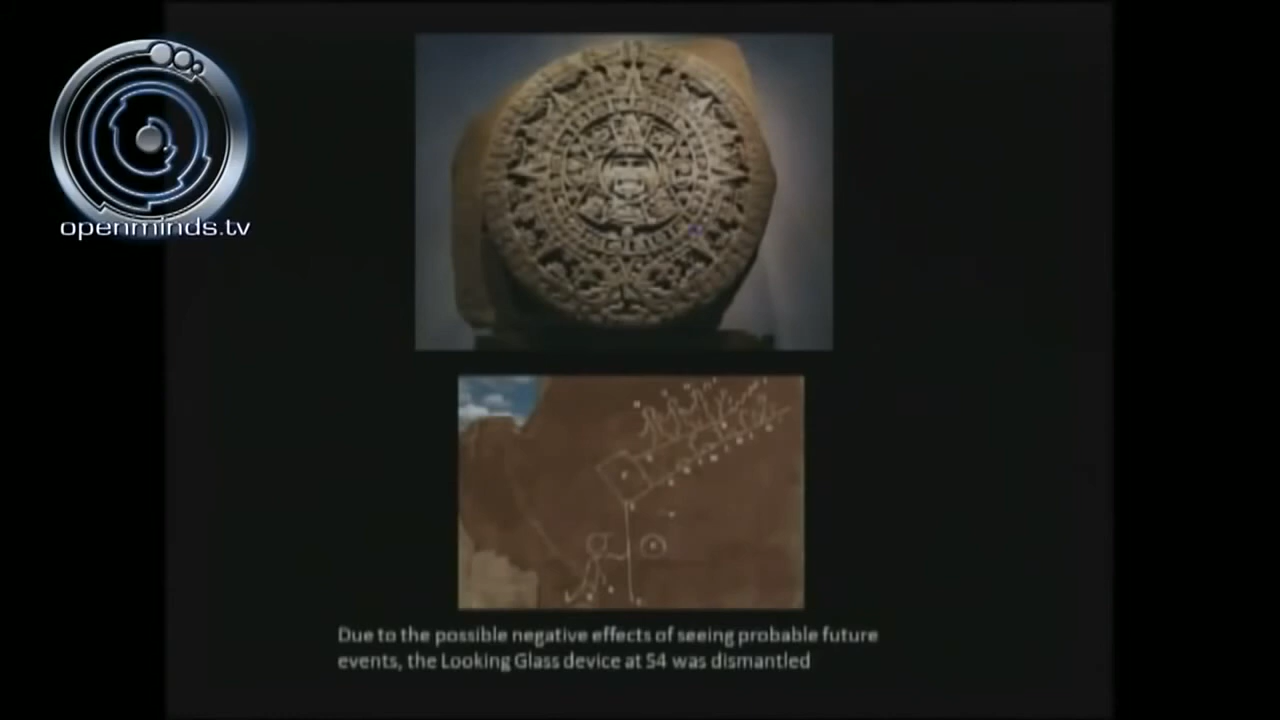 openminds.tv
Due to the possible negative effects of seeing probable future
events, the Looking Glass device at S4 was dismantled